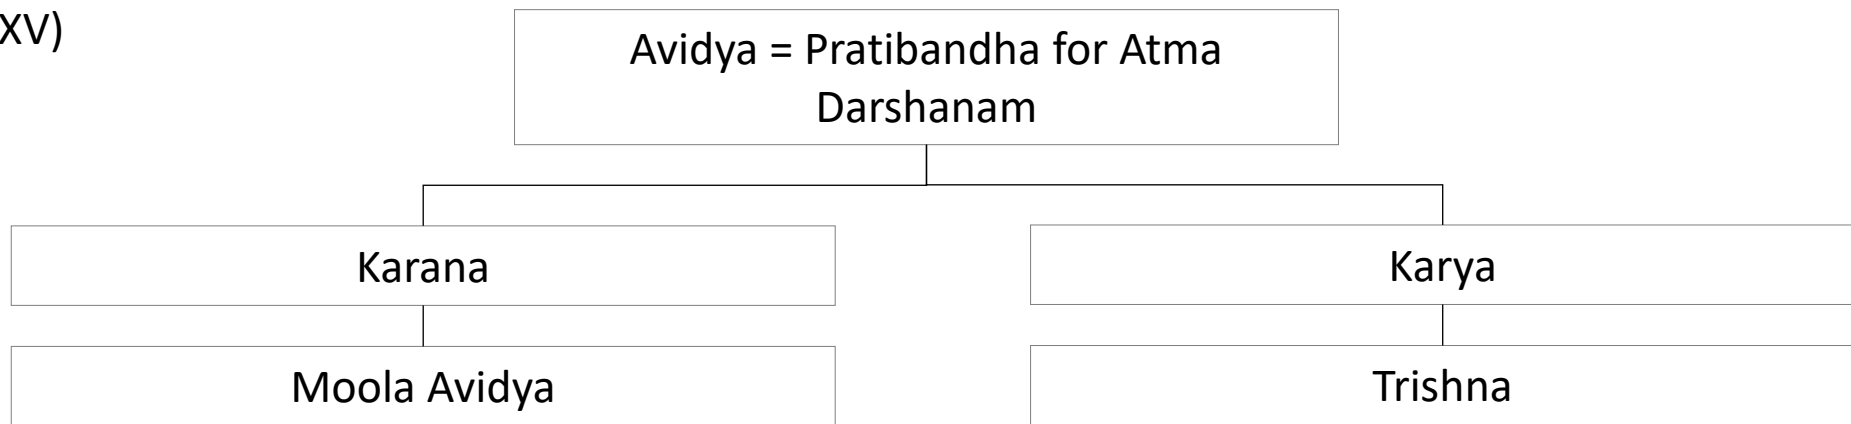 XV)
Avidya = Pratibandha for Atma
Darshanam
Karana
Karya
Moola Avidya
Trishna